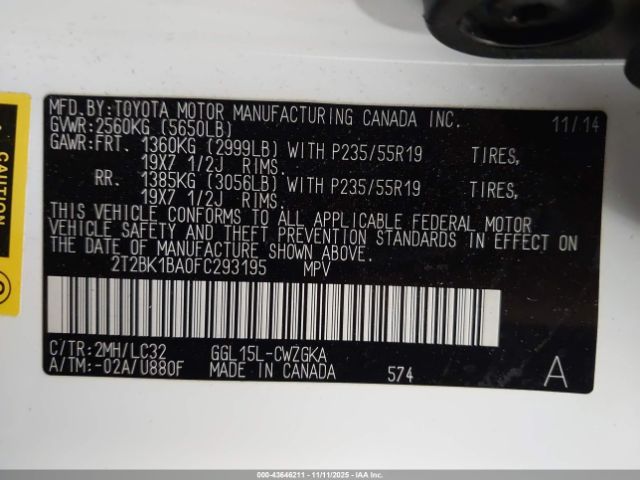 MFD.BY:TOYOTA MOTOR MANUFACTURING CANADA INC. 11/14
GVWR:2560KG (5650LB)
GAWR:FRT. 1360KG (2999LB) WITH P235/55R19 TIRES,
19X7 1/2J RIMS.
RR. 1385KG (3056LB) WITH P235/55R19 TIRES,
19X7 1/2J RIMS.
THIS VEHICLE CONFORMS TO ALL APPLICABLE FEDERAL MOTOR
VEHICLE SAFETY AND THEFT PREVENTION STANDARDS IN EFFECT ON
THE DATE OF MANUFACTURE SHOWN ABOVE.
2T2BK1BA0FC293195 MPV
C/TR:2MH/LC32 GGL15L-CWZGKA
A/TM:-02A/U880F MADE IN CANADA 574 A
CAUTION
000-43646211 - 11/11/2025 - IAA Inc.